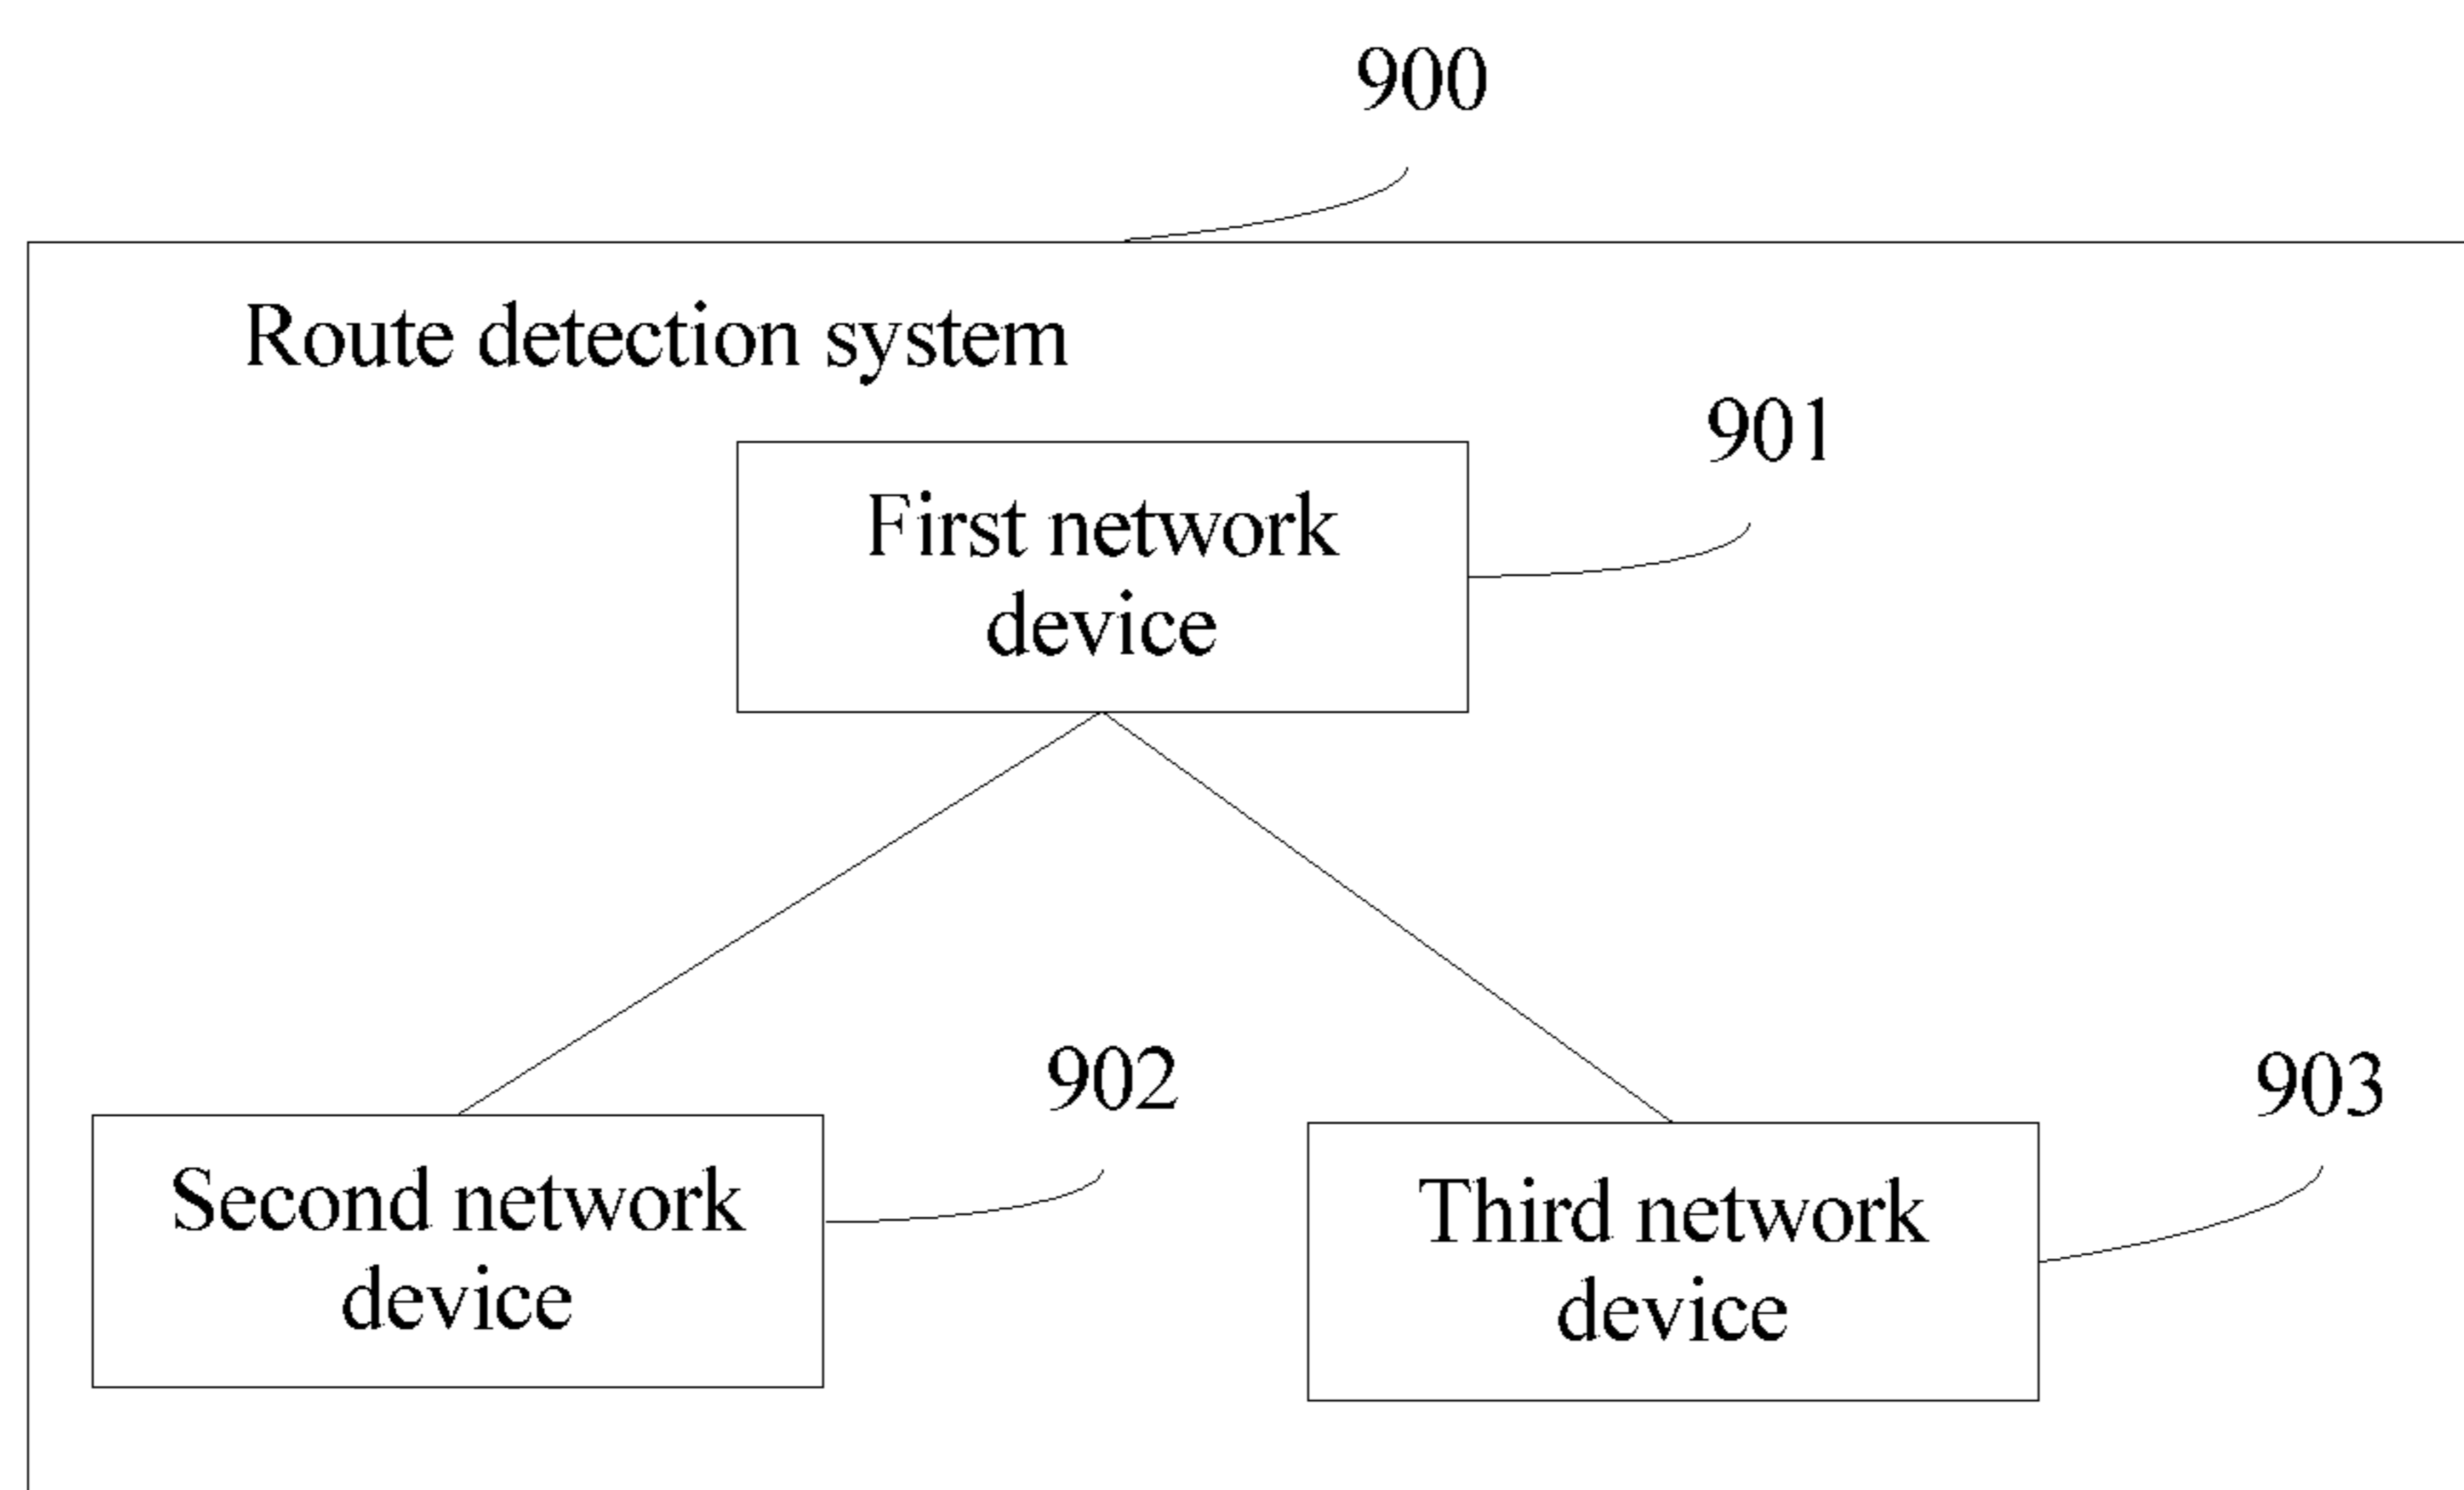 900
Route detection system
901
First network
device
902
903
Second network
device
Third network
device